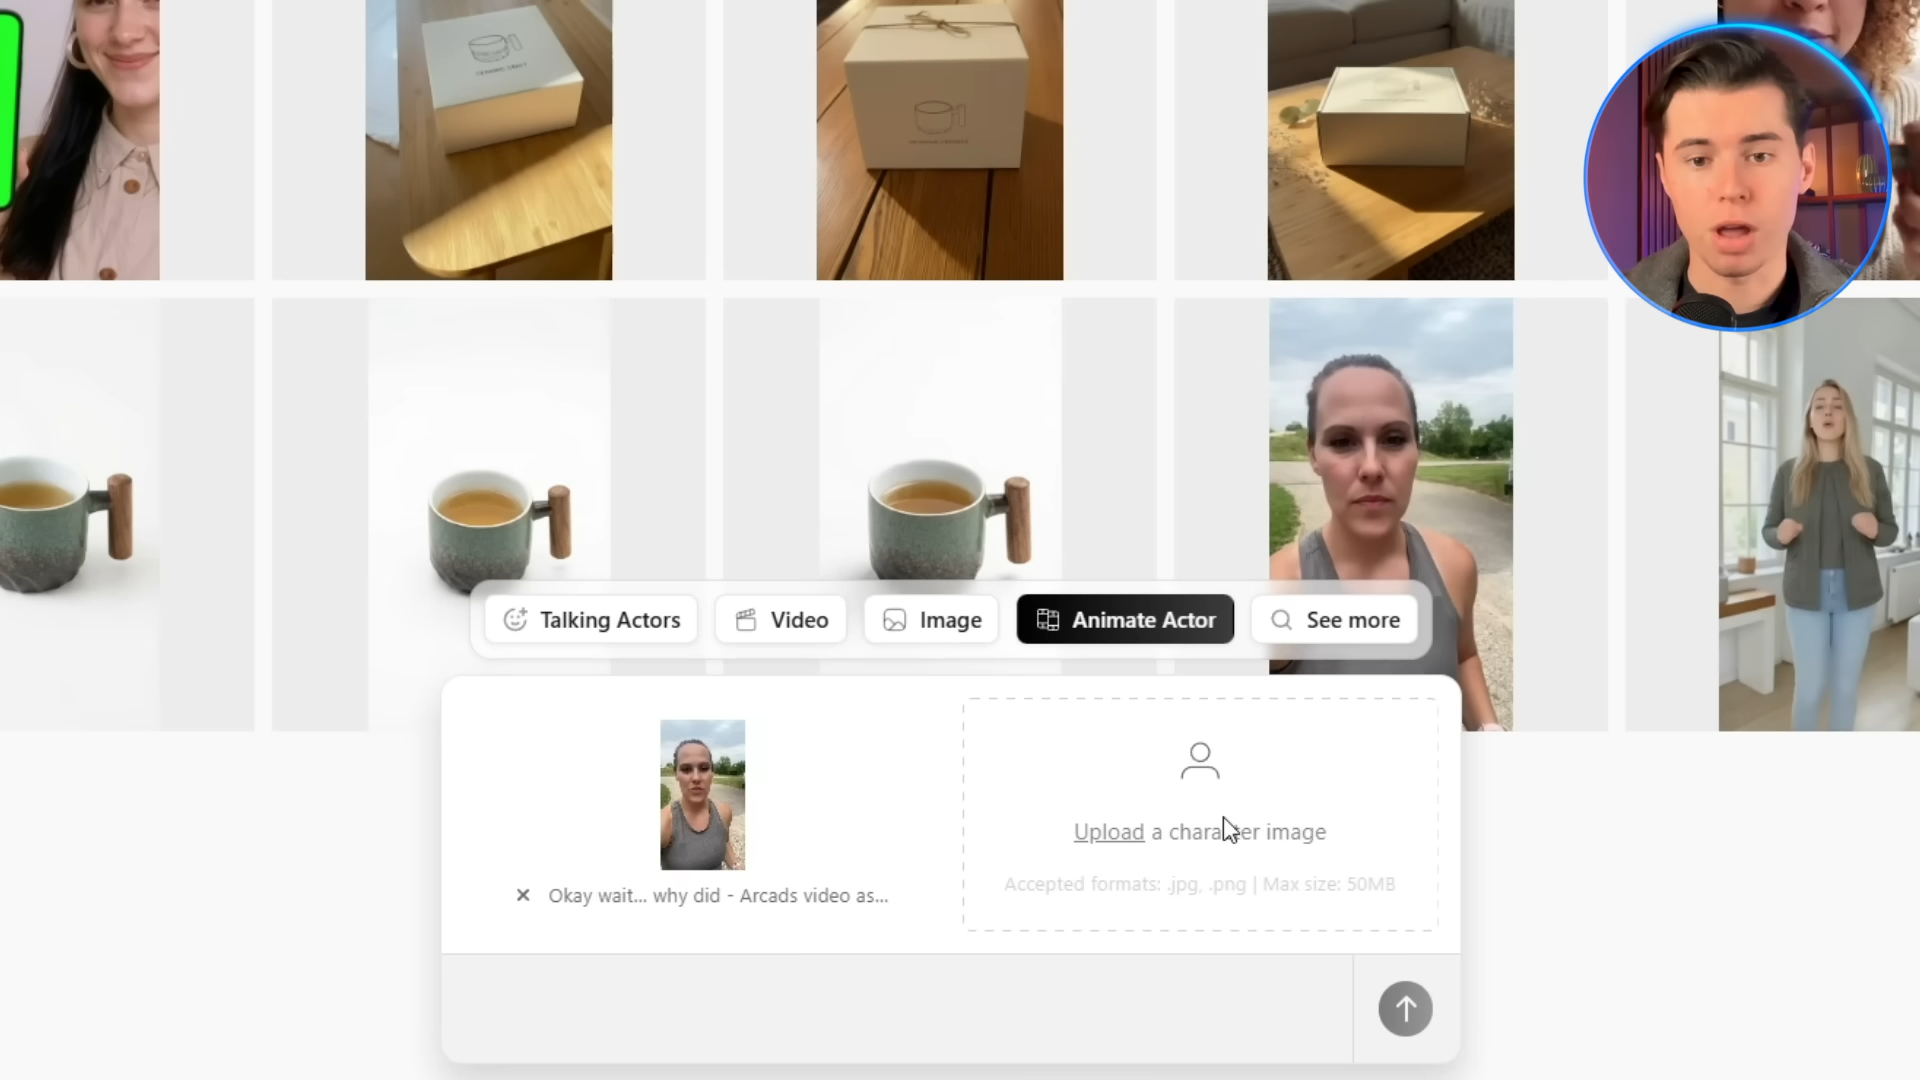 Talking Actors
Video
Image
Animate Actor
See more
Upload a character image
Accepted formats: .jpg, .png | Max size: 50MB
× Okay wait... why did - Arcads video as...